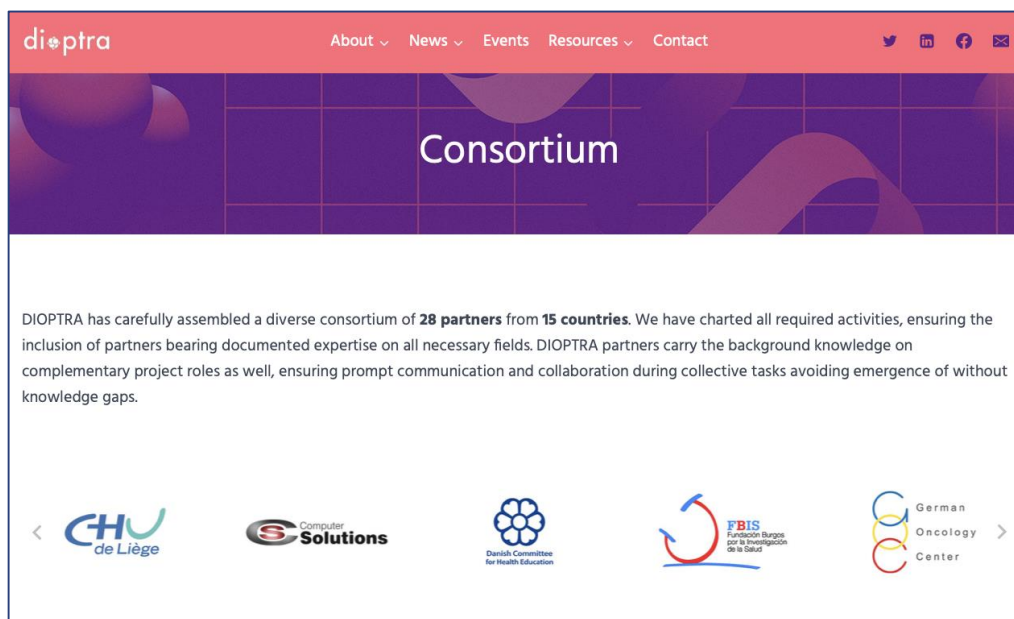 dioptra
About News Events Resources Contact
Consortium
DIOPTRA has carefully assembled a diverse consortium of 28 partners from 15 countries. We have charted all required activities, ensuring the
inclusion of partners bearing documented expertise on all necessary fields. DIOPTRA partners carry the background knowledge on
complementary project roles as well, ensuring prompt communication and collaboration during collective tasks avoiding emergence of without
knowledge gaps.
CHU
de Liège
CS Computer
Solutions
Danish Committee
for Health Education
FBIS
Fundación Burgos
por la Investigación
de la Salud
German
Oncology
Center